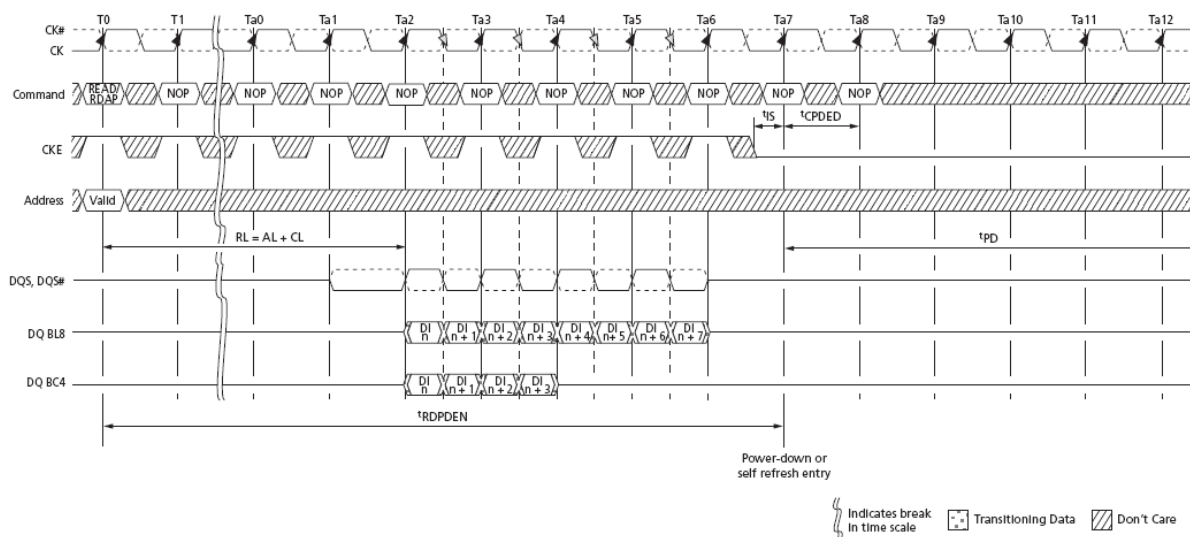 T0 T1 Ta0 Ta1 Ta2 Ta3 Ta4 Ta5 Ta6 Ta7 Ta8 Ta9 Ta10 Ta11 Ta12
CK#
CK
Command READ/ RDAP NOP NOP NOP NOP NOP NOP NOP NOP NOP NOP
tIS tCPDED
CKE
Address Valid
RL = AL + CL
tPD
DQS, DQS#
DQ BL8 DI n DI n + 1 DI n + 2 DI n + 3 DI n + 4 DI n+ 5 DI n + 6 DI n + 7
DQ BC4 DI n DI n + 1 DI n + 2 DI n + 3
tRDPDEN
Power-down or
self refresh entry
Indicates break
in time scale
Transitioning Data
Don't Care